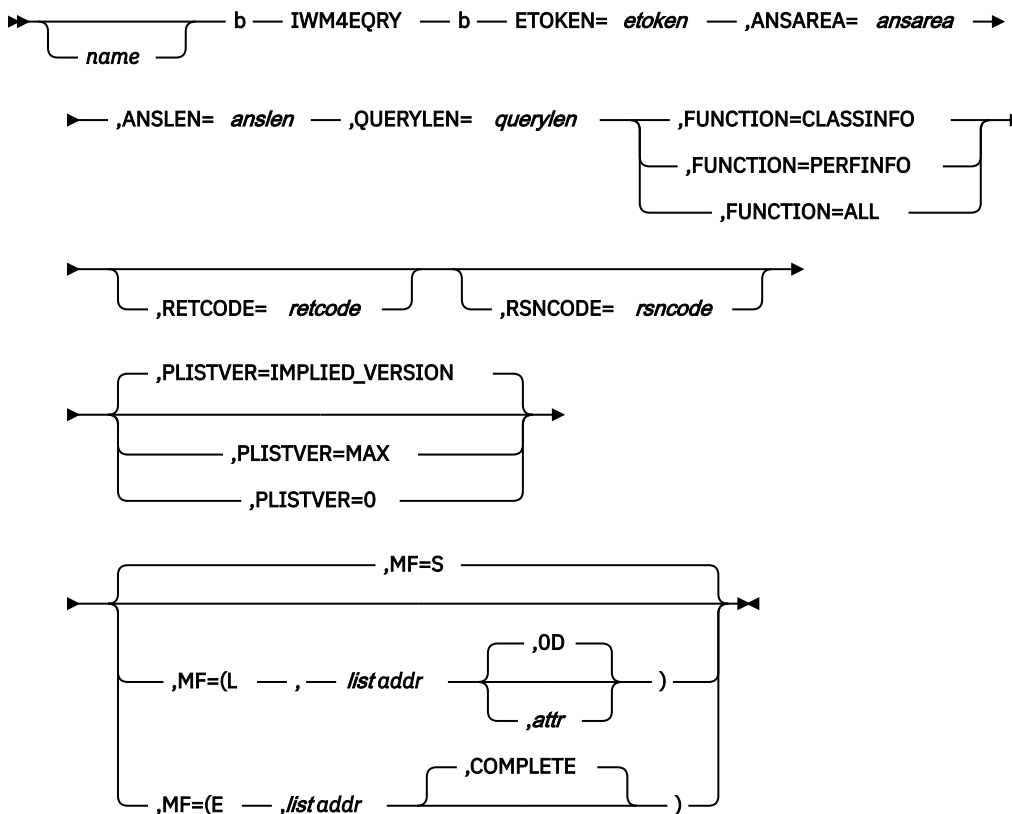 b IWM4EQRY b ETOKEN= etoken ,ANSAREA= ansarea
name
,ANSLEN= anslen ,QUERYLEN= querylen ,FUNCTION=CLASSINFO
,FUNCTION=PERFINFO
,FUNCTION=ALL
,RETCODE= retcode ,RSNCODE= rsncode
,PLISTVER=IMPLIED_VERSION
,PLISTVER=MAX
,PLISTVER=0
,MF=S
,0D
,MF=(L , list addr )
,attr
,COMPLETE
,MF=(E ,list addr )